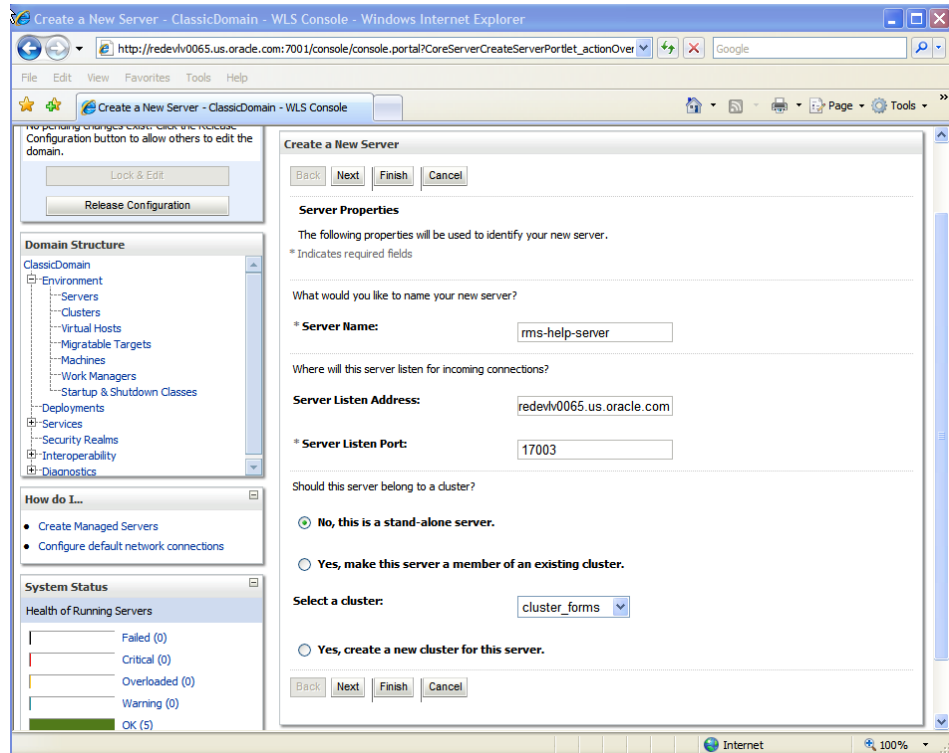 Create a New Server - ClassicDomain - WLS Console - Windows Internet Explorer
http://redevlv0065.us.oracle.com:7001/console/console.portal?CoreServerCreateServerPortlet_actionOver
Google
File Edit View Favorites Tools Help
Create a New Server - ClassicDomain - WLS Console
Page Tools »
No pending changes exist. Click the Release
Configuration button to allow others to edit the
domain.
Lock & Edit
Release Configuration
Domain Structure
ClassicDomain
Environment
Servers
Clusters
Virtual Hosts
Migratable Targets
Machines
Work Managers
Startup & Shutdown Classes
Deployments
Services
Security Realms
Interoperability
Diagnostics
How do I...
Create Managed Servers
Configure default network connections
System Status
Health of Running Servers
Failed (0)
Critical (0)
Overloaded (0)
Warning (0)
OK (5)
Create a New Server
Back Next Finish Cancel
Server Properties
The following properties will be used to identify your new server.
* Indicates required fields
What would you like to name your new server?
* Server Name: rms-help-server
Where will this server listen for incoming connections?
Server Listen Address: redevlv0065.us.oracle.com
* Server Listen Port: 17003
Should this server belong to a cluster?
No, this is a stand-alone server.
Yes, make this server a member of an existing cluster.
Select a cluster: cluster_forms
Yes, create a new cluster for this server.
Back Next Finish Cancel
Internet 100%